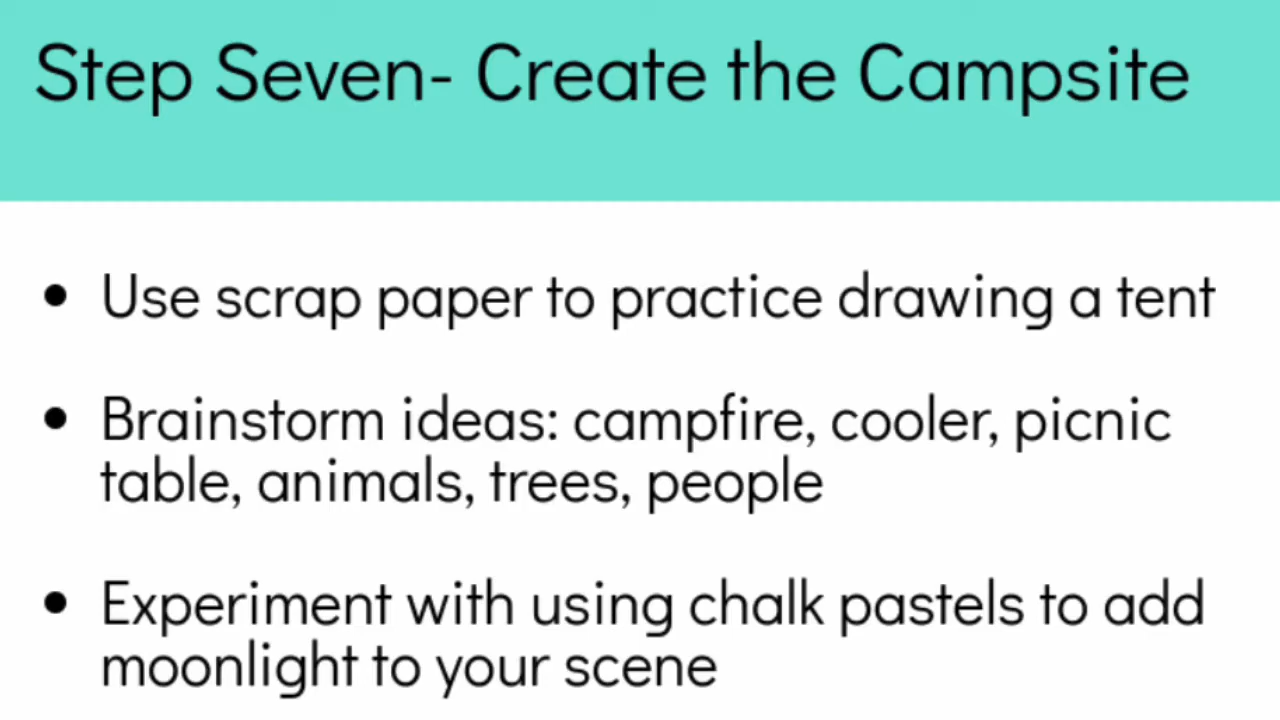 Step Seven- Create the Campsite
• Use scrap paper to practice drawing a tent
• Brainstorm ideas: campfire, cooler, picnic
table, animals, trees, people
• Experiment with using chalk pastels to add
moonlight to your scene